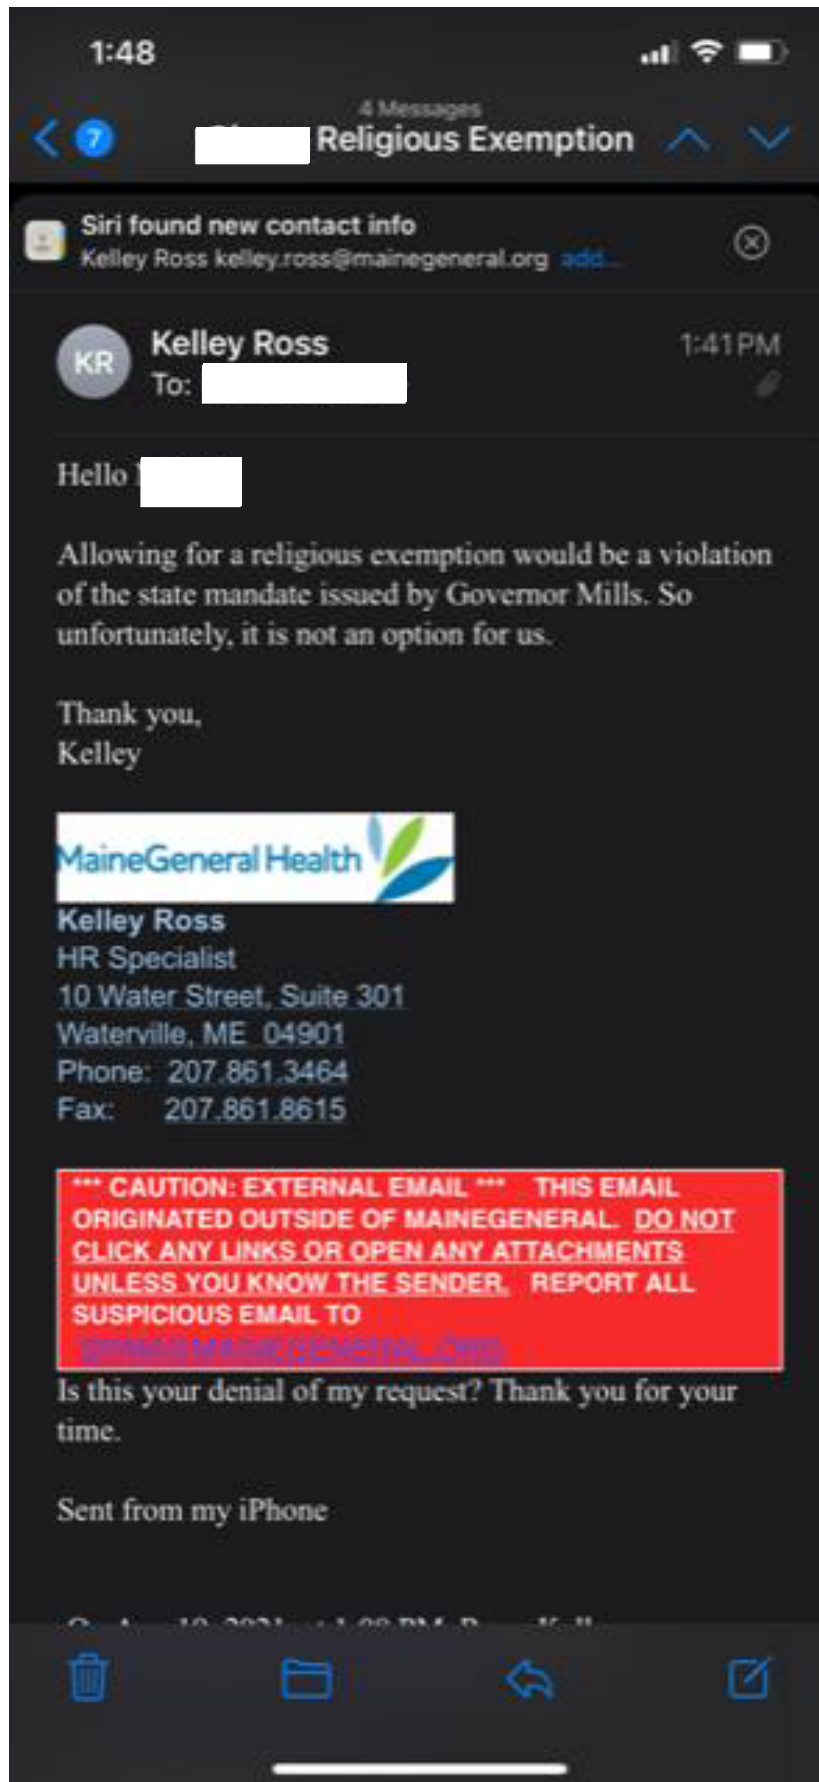 1:48
4 Messages
Religious Exemption
7
Siri found new contact info
Kelley Ross kelley.ross@mainegeneral.org add...
KR
Kelley Ross
1:41 PM
To:
Hello
Allowing for a religious exemption would be a violation
of the state mandate issued by Governor Mills. So
unfortunately, it is not an option for us.
Thank you,
Kelley
MaineGeneral Health
Kelley Ross
HR Specialist
10 Water Street, Suite 301
Waterville, ME 04901
Phone: 207.861.3464
Fax: 207.861.8615
*** CAUTION: EXTERNAL EMAIL *** THIS EMAIL
ORIGINATED OUTSIDE OF MAINEGENERAL. DO NOT
CLICK ANY LINKS OR OPEN ANY ATTACHMENTS
UNLESS YOU KNOW THE SENDER. REPORT ALL
SUSPICIOUS EMAIL TO
Is this your denial of my request? Thank you for your
time.
Sent from my iPhone